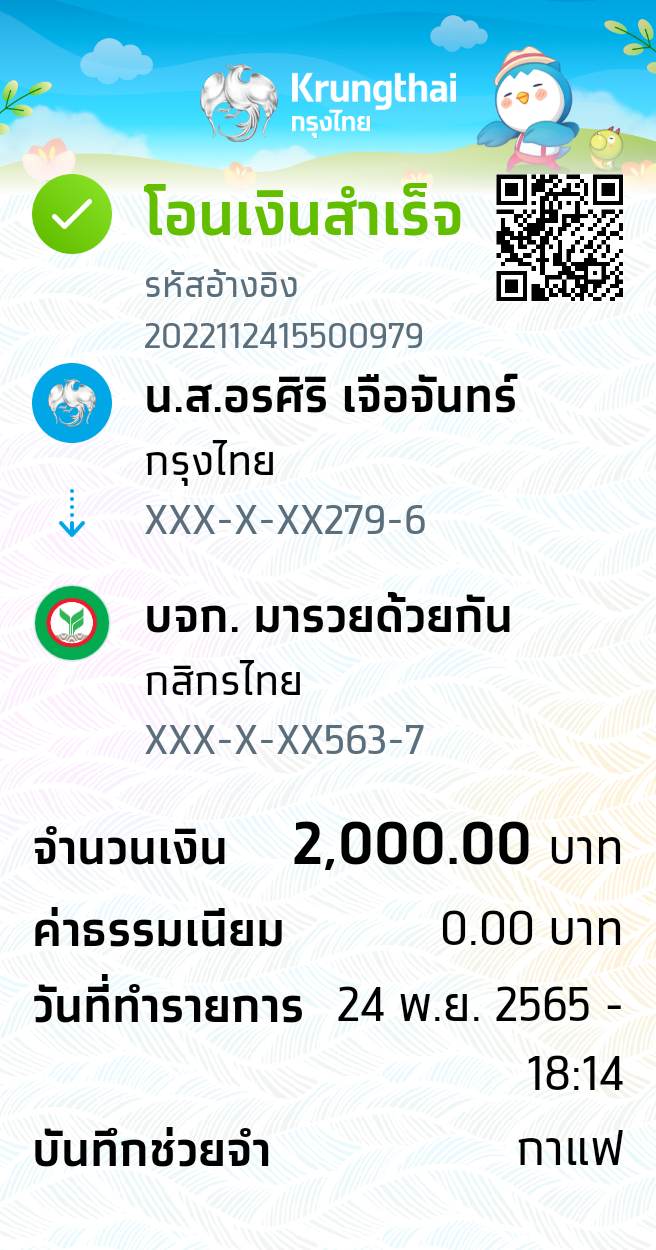 Krungthai
กรุงไทย
โอนเงินสำเร็จ
รหัสอ้างอิง
2022112415500979
น.ส.อรศิริ เจือจันทร์
กรุงไทย
XXX-X-XX279-6
บจก. มารวยด้วยกัน
กสิกรไทย
XXX-X-XX563-7
จำนวนเงิน 2,000.00 บาท
ค่าธรรมเนียม 0.00 บาท
วันที่ทำรายการ 24 พ.ย. 2565 -
18:14
บันทึกช่วยจำ กาแฟ